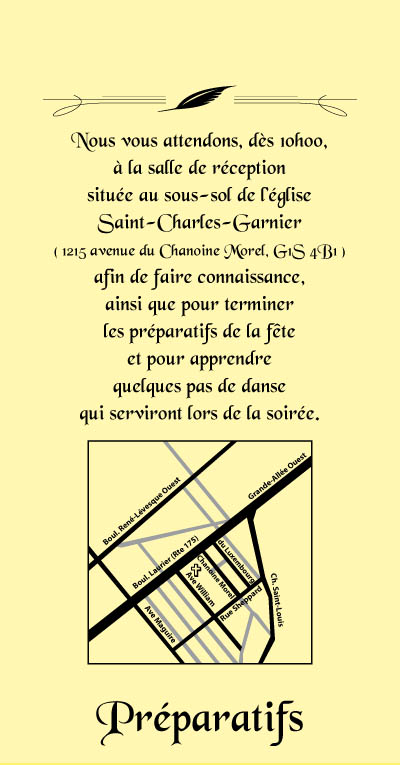 Nous vous attendons, dès 10h00,
à la salle de réception
située au sous-sol de l'église
Saint-Charles-Garnier
( 1215 avenue du Chanoine Morel, G1S 4B1 )
afin de faire connaissance,
ainsi que pour terminer
les préparatifs de la fête
et pour apprendre
quelques pas de danse
qui serviront lors de la soirée.
Grande-Allée Ouest
Boul. René-Lévesque Ouest
Boul. Laurier (Rte 175)
du Luxembourg
Chanoine Morel
Ave William
Rue Sheppard
Ch. Saint-Louis
Ave Maguire
Préparatifs